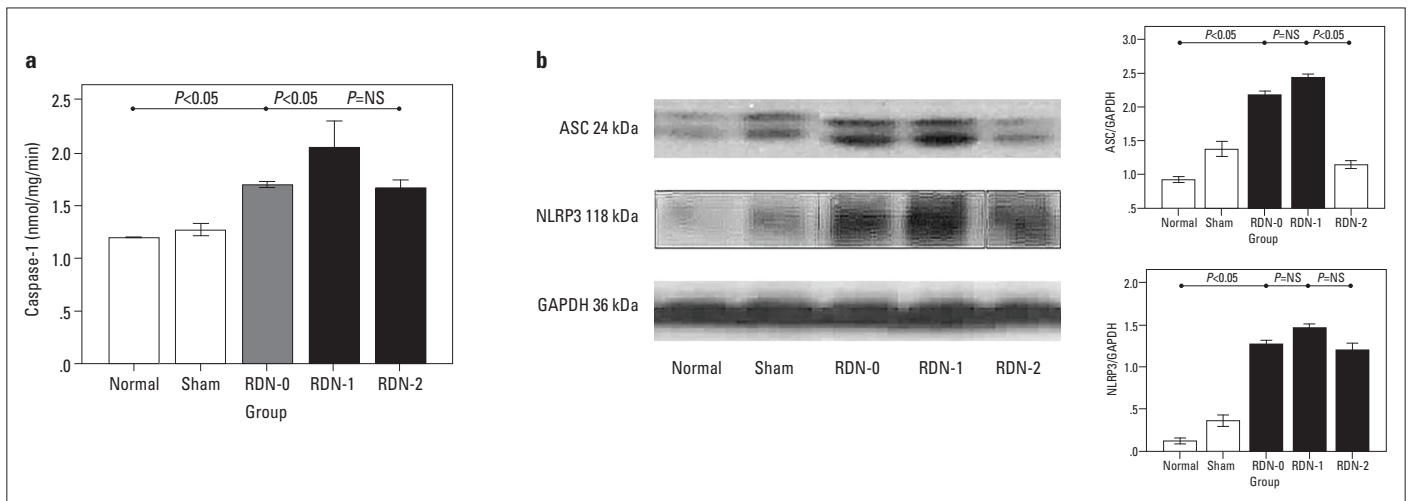 a
P<0.05 P<0.05 P=NS
2.5
2.0
1.5
1.0
.5
.0
Caspase-1 (nmol/mg/min)
Normal Sham RDN-0 RDN-1 RDN-2
Group
b
ASC 24 kDa
NLRP3 118 kDa
GAPDH 36 kDa
Normal Sham RDN-0 RDN-1 RDN-2
P<0.05 P=NS P<0.05
3.0
2.5
2.0
1.5
1.0
.5
ASC/GAPDH
Normal Sham RDN-0 RDN-1 RDN-2
Group
P<0.05 P=NS P=NS
2.0
1.5
1.0
.5
.0
NLRP3/GAPDH
Normal Sham RDN-0 RDN-1 RDN-2
Group